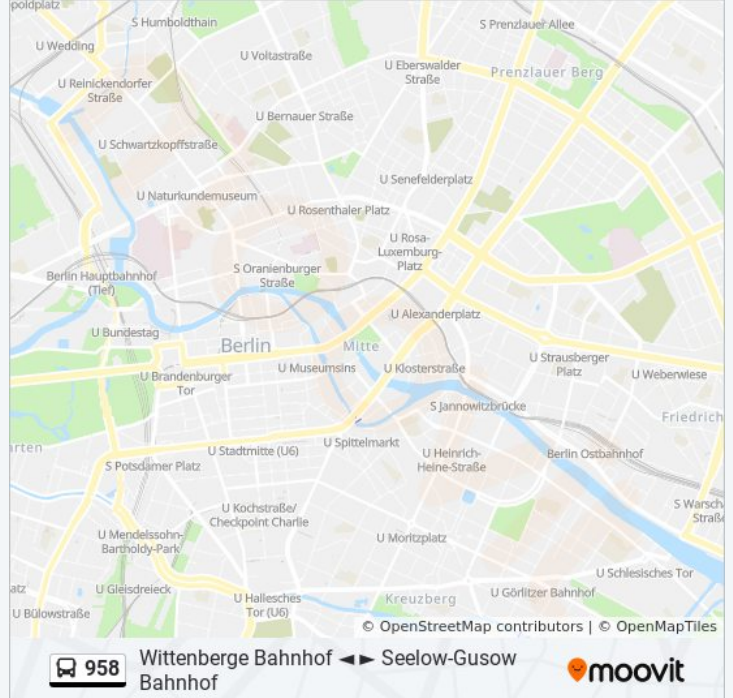 poldplatz
S Humboldthain
S Prenzlauer Allee
U Wedding
U Voltastraße
U Eberswalder
Straße
Prenzlauer Berg
U Reinickendorfer
Straße
U Bernauer Straße
U Schwartzkopffstraße
U Senefelderplatz
U Naturkundemuseum
U Rosenthaler Platz
U Rosa-
Luxemburg-
Platz
S Oranienburger
Straße
Berlin Hauptbahnhof
(Tief)
U Alexanderplatz
U Bundestag
Berlin
Mitte
U Strausberger
Platz
U Museumsins
U Klosterstraße
U Weberwiese
U Brandenburger
Tor
S Jannowitzbrücke
Friedrich
U Spittelmarkt
rten
U Stadtmitte (U6)
U Heinrich-
Heine-Straße
Berlin Ostbahnhof
S Potsdamer Platz
S Warsch
Straße
U Kochstraße/
Checkpoint Charlie
U Mendelssohn-
Bartholdy-Park
U Moritzplatz
U Schlesisches Tor
atz
U Gleisdreieck
U Görlitzer Bahnhof
U Hallesches
Tor (U6)
Kreuzberg
U Bülowstraße
© OpenStreetMap contributors | © OpenMapTiles
958
Wittenberge Bahnhof ◄► Seelow-Gusow
Bahnhof
moovit